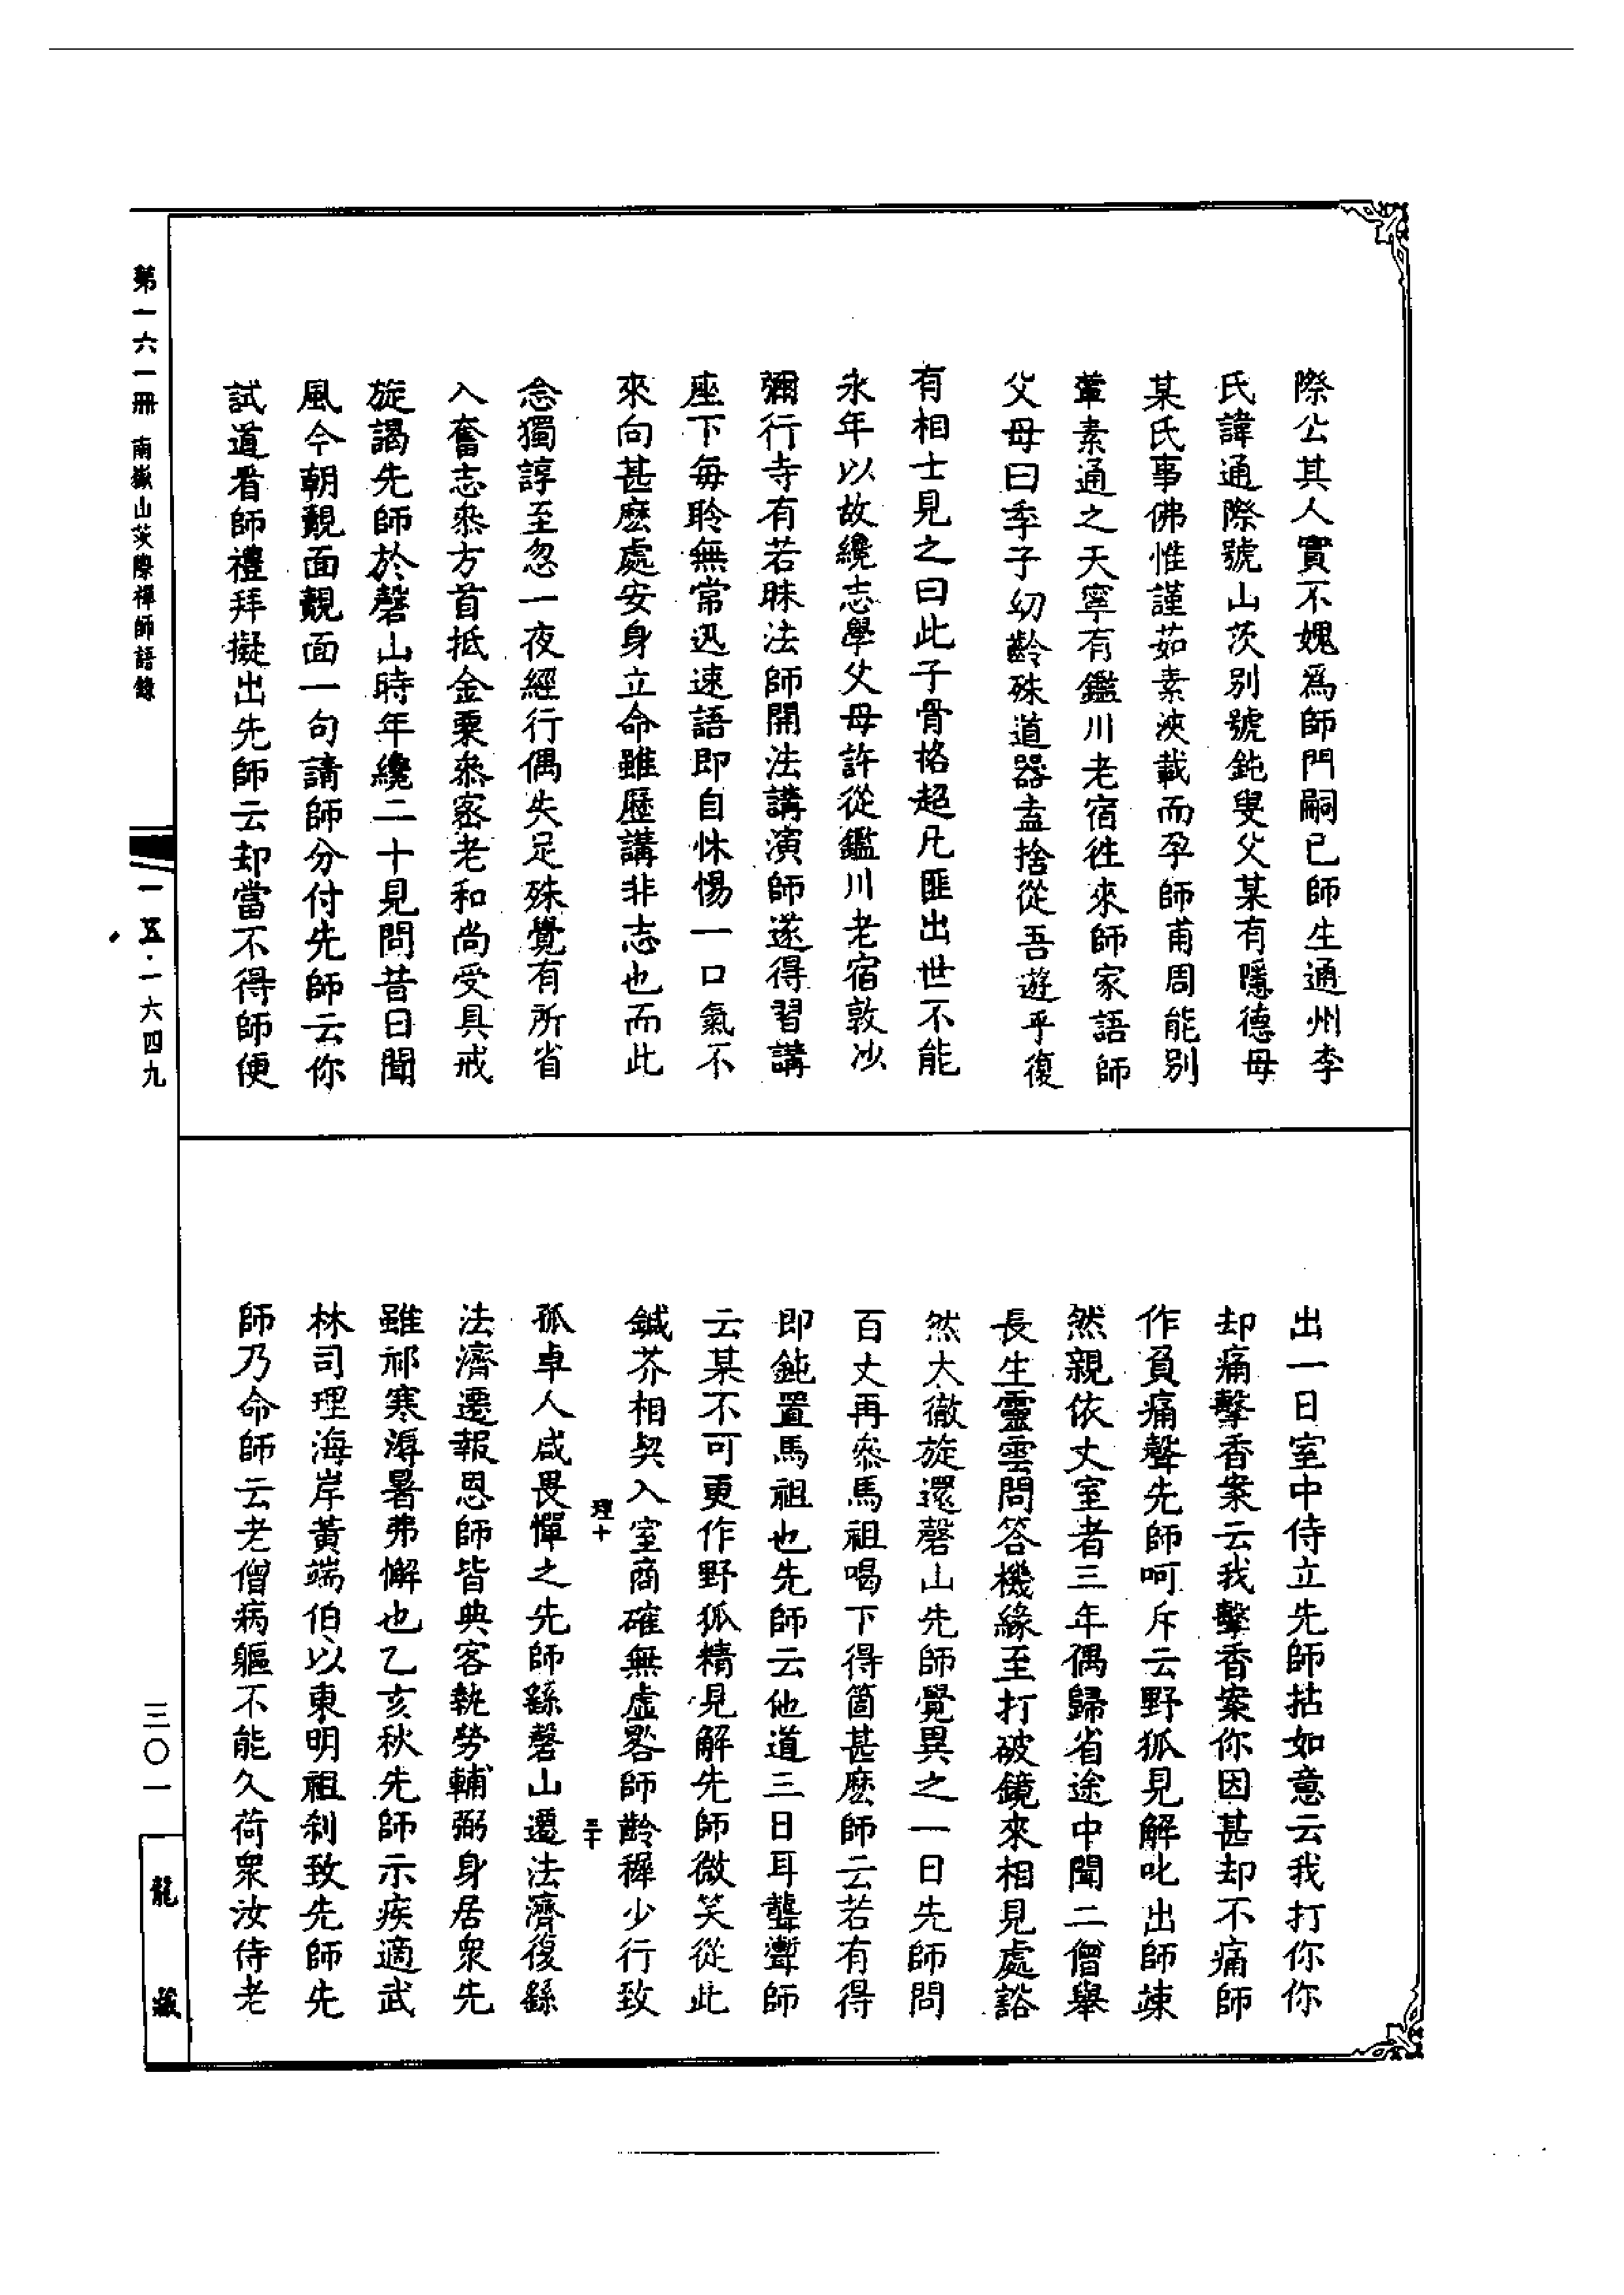 際公其人實不媿爲師門嗣已師生通州李
氏諱通際號山茨別號鈍叟父某有隱德母
某氏事佛惟謹茹素浹載而孕師甫周能別
葷素通之天寧有鑑川老宿徃來師家語師
父母曰季子幻齡殊道器盍捨從吾遊乎復
有相士見之曰此子骨格超凡匪出世不能
永年以故纔志學父母許從鑑川老宿敦沙
彌行寺有若昧法師開法講演師遂得習講
座下每聆無常迅速語即自怵惕一口氣不
來向甚麽處安身立命雖歷講非志也而此
念獨諄至忽一夜經行偶失足殊覺有所省
入奮志叅方首抵金粟叅密老和尚受具戒
旋謁先師於磬山時年纔二十見問昔日聞
風今朝覩面覩面一句請師分付先師云你
試道看師禮拜擬出先師云却當不得師便
出一日室中侍立先師拈如意云我打你你
却痛擊香案云我擊香案你因甚却不痛師
作負痛聲先師呵斥云野狐見解叱出師竦
然親依丈室者三年偶歸省途中聞二僧舉
長生靈雲問答機緣至打破鏡來相見處豁
然大徹旋還磬山先師覺異之一日先師問
百丈再叅馬祖喝下得箇甚麽師云若有得
即鈍置馬祖也先師云他道三日耳聾聻師
云某不可更作野狐精見解先師微笑從此
鍼芥相契入室商確無虛晷師齡穉少行致
孤卓人咸畏憚之先師繇磬山遷法濟復繇
法濟遷報恩師皆典客執勞輔弼身居衆先
雖祁寒溽暑弗懈也乙亥秋先師示疾適武
林司理海岸黃端伯以東明祖刹致先師先
師乃命師云老僧病軀不能久荷衆汝侍老
理十
第一六一冊
南嶽山茨際禪師語錄
一五·一六四九
三〇一
龍藏